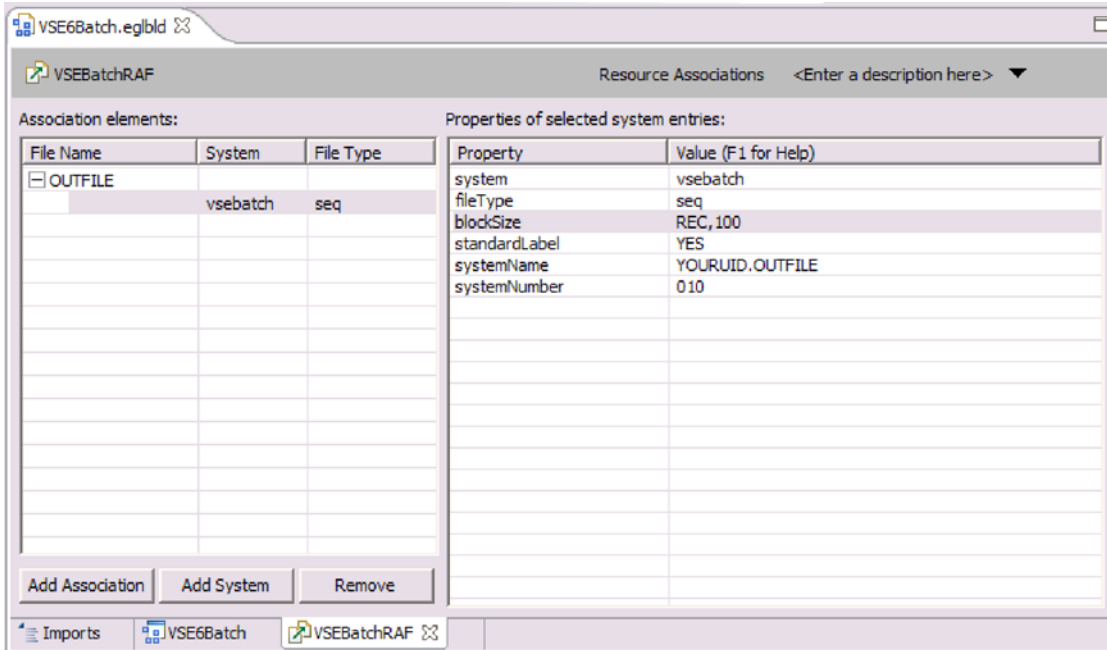 VSE6Batch.eglbld
VSEBatchRAF Resource Associations <Enter a description here>
Association elements:
File Name System File Type
OUTFILE
vsebatch seq
Add Association Add System Remove
Properties of selected system entries:
Property Value (F1 for Help)
system vsebatch
fileType seq
blockSize REC,100
standardLabel YES
systemName YOURUID.OUTFILE
systemNumber 010
Imports VSE6Batch VSEBatchRAF